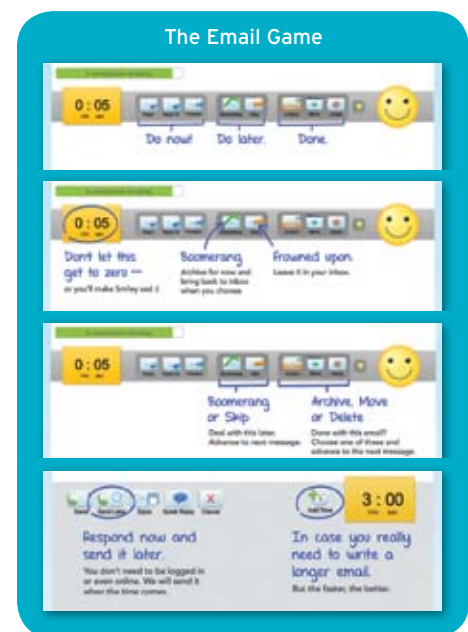 The Email Game
0 : 05
Do now!
Do later.
Done.
0 : 05
Don't let this
get to zero —
or you'll make Smiley sad :(
Boomerang
Archive for now and
bring back to inbox
when you choose
Frowned upon.
Leave it in your inbox.
0 : 05
Boomerang
or Skip
Deal with this later.
Advance to next message.
Archive, Move
or Delete
Done with this email?
Choose one of these and
advance to the next message.
Send
Send Later
Save
Cancel
Add Time
3 : 00
Respond now and
send it later.
You don't need to be logged in
or even online. We will send it
when the time comes.
In case you really
need to write a
longer email.
But the faster, the better.